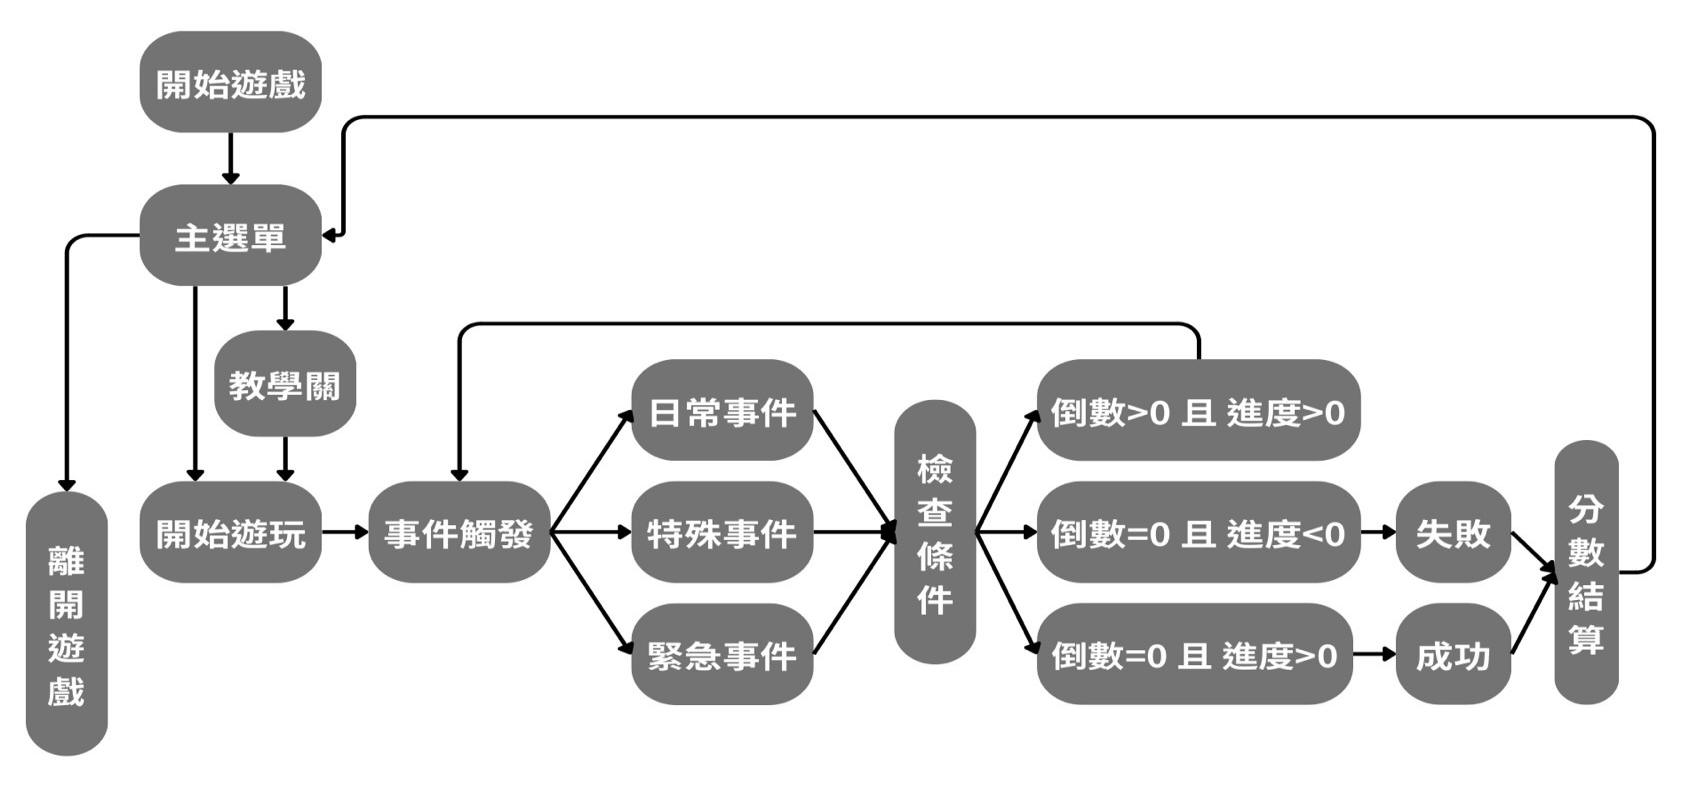 開始遊戲
主選單
教學關
離開遊戲
開始遊玩
事件觸發
日常事件
特殊事件
緊急事件
檢查條件
倒數>0 且 進度>0
倒數=0 且 進度<0
倒數=0 且 進度>0
失敗
成功
分數結算